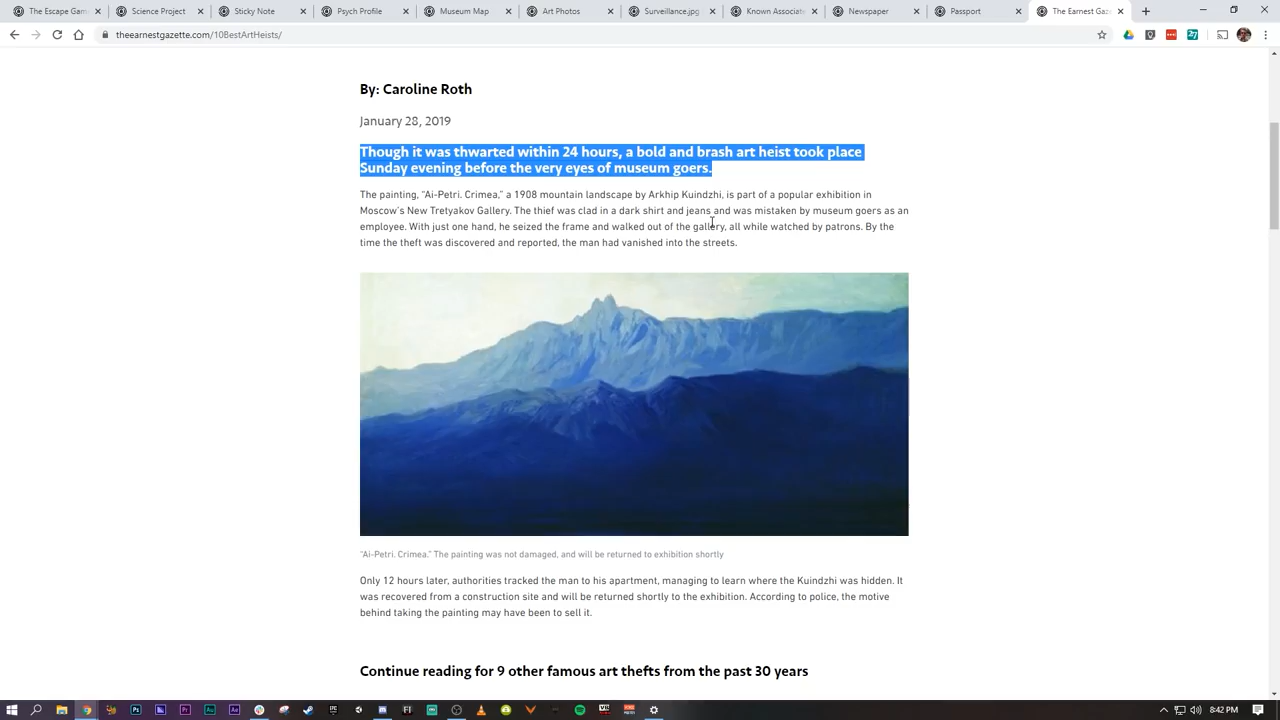 The Escape Gam
Science Project
Sticky Note
Psych Profile
Museum Map
Art Photos
Surveillance.jpg
Known Associat
Newspaper
Passport
The Earnest Gaz
theearnestgazette.com/10BestArtHeists/
By: Caroline Roth
January 28, 2019
Though it was thwarted within 24 hours, a bold and brash art heist took place
Sunday evening before the very eyes of museum goers.
The painting, “Ai-Petri. Crimea,” a 1908 mountain landscape by Arkhip Kuindzhi, is part of a popular exhibition in
Moscow’s New Tretyakov Gallery. The thief was clad in a dark shirt and jeans and was mistaken by museum goers as an
employee. With just one hand, he seized the frame and walked out of the gallery, all while watched by patrons. By the
time the theft was discovered and reported, the man had vanished into the streets.
“Ai-Petri. Crimea.” The painting was not damaged, and will be returned to exhibition shortly
Only 12 hours later, authorities tracked the man to his apartment, managing to learn where the Kuindzhi was hidden. It
was recovered from a construction site and will be returned shortly to the exhibition. According to police, the motive
behind taking the painting may have been to sell it.
Continue reading for 9 other famous art thefts from the past 30 years
8:42 PM